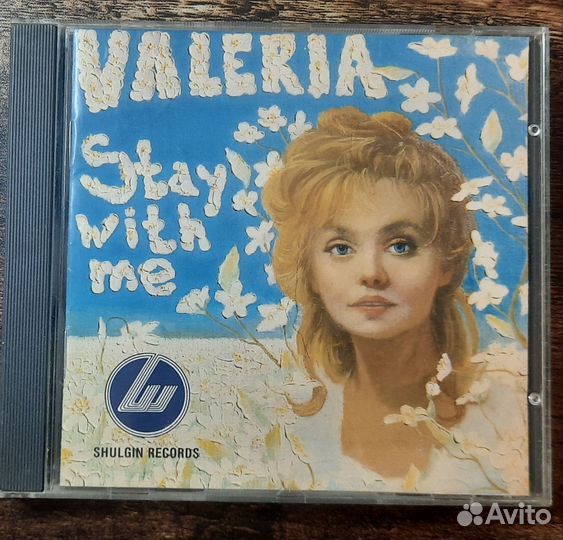 VALERIA
Stay
with
me
SHULGIN RECORDS
Avito